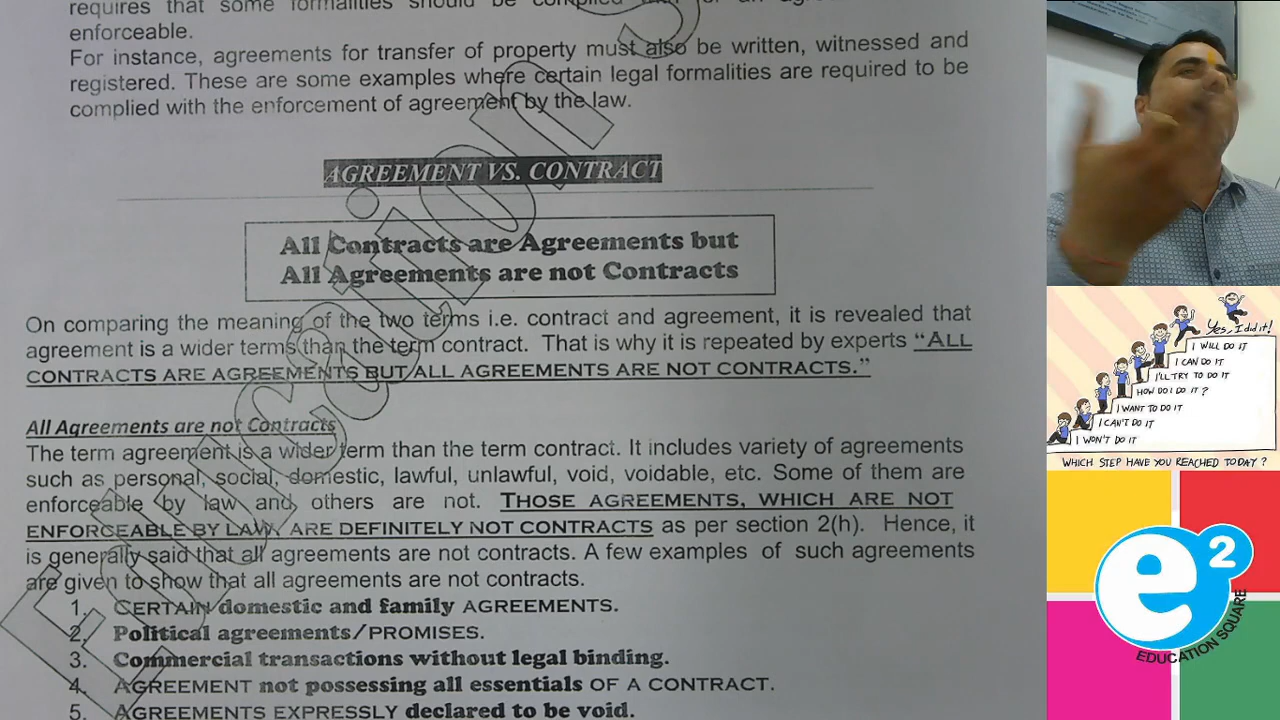 requires that some formalities should be complied
enforceable.
For instance, agreements for transfer of property must also be written, witnessed and
registered. These are some examples where certain legal formalities are required to be
complied with the enforcement of agreement by the law.
AGREEMENT VS. CONTRACT
All Contracts are Agreements but
All Agreements are not Contracts
On comparing the meaning of the two terms i.e. contract and agreement, it is revealed that
agreement is a wider terms than the term contract. That is why it is repeated by experts "ALL
CONTRACTS ARE AGREEMENTS BUT ALL AGREEMENTS ARE NOT CONTRACTS."
All Agreements are not Contracts
The term agreement is a wider term than the term contract. It includes variety of agreements
such as personal, social, domestic, lawful, unlawful, void, voidable, etc. Some of them are
enforceable by law and others are not. THOSE AGREEMENTS, WHICH ARE NOT
ENFORCEABLE BY LAW, ARE DEFINITELY NOT CONTRACTS as per section 2(h). Hence, it
is generally said that all agreements are not contracts. A few examples of such agreements
are given to show that all agreements are not contracts.
1. CERTAIN domestic and family AGREEMENTS.
2. Political agreements/PROMISES.
3. Commercial transactions without legal binding.
4. AGREEMENT not possessing all essentials OF A CONTRACT.
5. AGREEMENTS EXPRESSLY declared to be void.
Yes, I did it!
I WILL DO IT
I CAN DO IT
I'LL TRY TO DO IT
HOW DO I DO IT?
I WANT TO DO IT
I CAN'T DO IT
I WON'T DO IT
WHICH STEP HAVE YOU REACHED TODAY?
e2
EDUCATION SQUARE